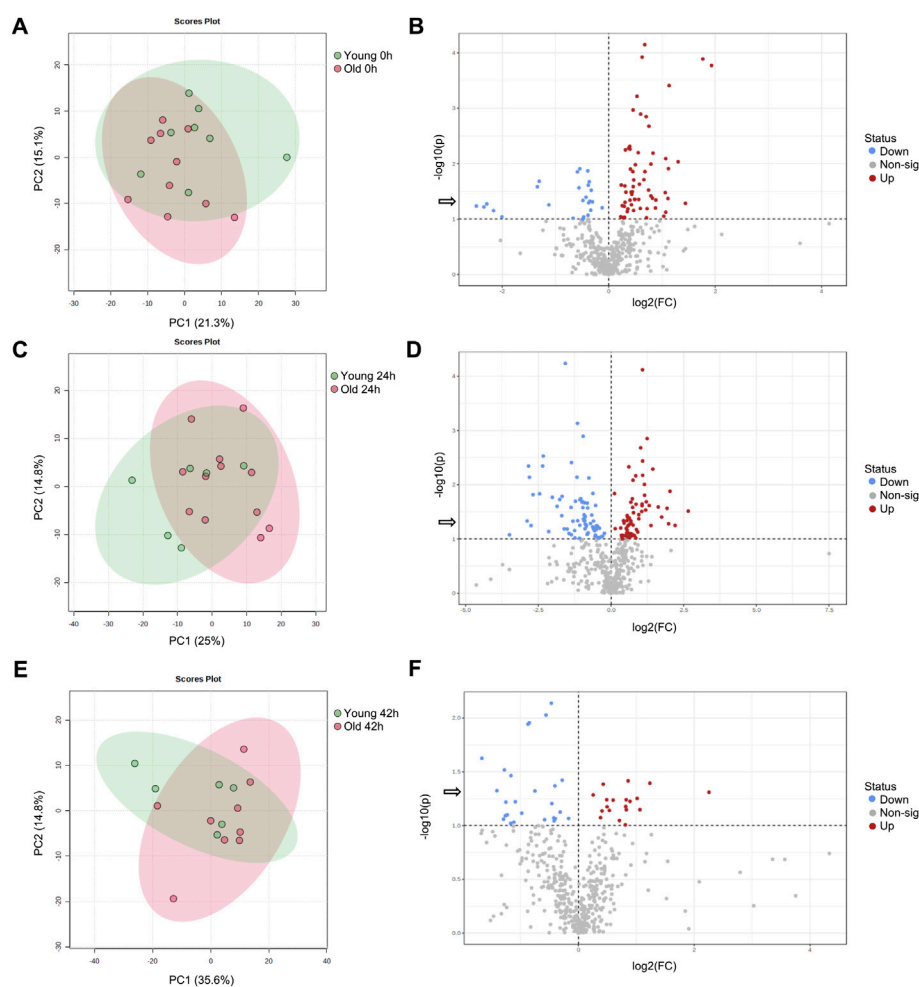 A
Scores Plot
Young 0h
Old 0h
PC2 (15.1%)
20
10
0
-10
-20
-30
-20
-10
0
10
20
30
PC1 (21.3%)
B
-log10(p)
4
3
2
1
0
-2
0
2
4
log2(FC)
Status
Down
Non-sig
Up
C
Scores Plot
Young 24h
Old 24h
PC2 (14.8%)
20
10
0
-10
-20
-40
-30
-20
-10
0
10
20
30
PC1 (25%)
D
-log10(p)
4
3
2
1
0
-5.0
-2.5
0.0
2.5
5.0
7.5
log2(FC)
Status
Down
Non-sig
Up
E
Scores Plot
Young 42h
Old 42h
PC2 (14.8%)
20
10
0
-10
-20
-30
-40
-20
0
20
40
PC1 (35.6%)
F
-log10(p)
2.0
1.5
1.0
0.5
0.0
0
2
4
log2(FC)
Status
Down
Non-sig
Up